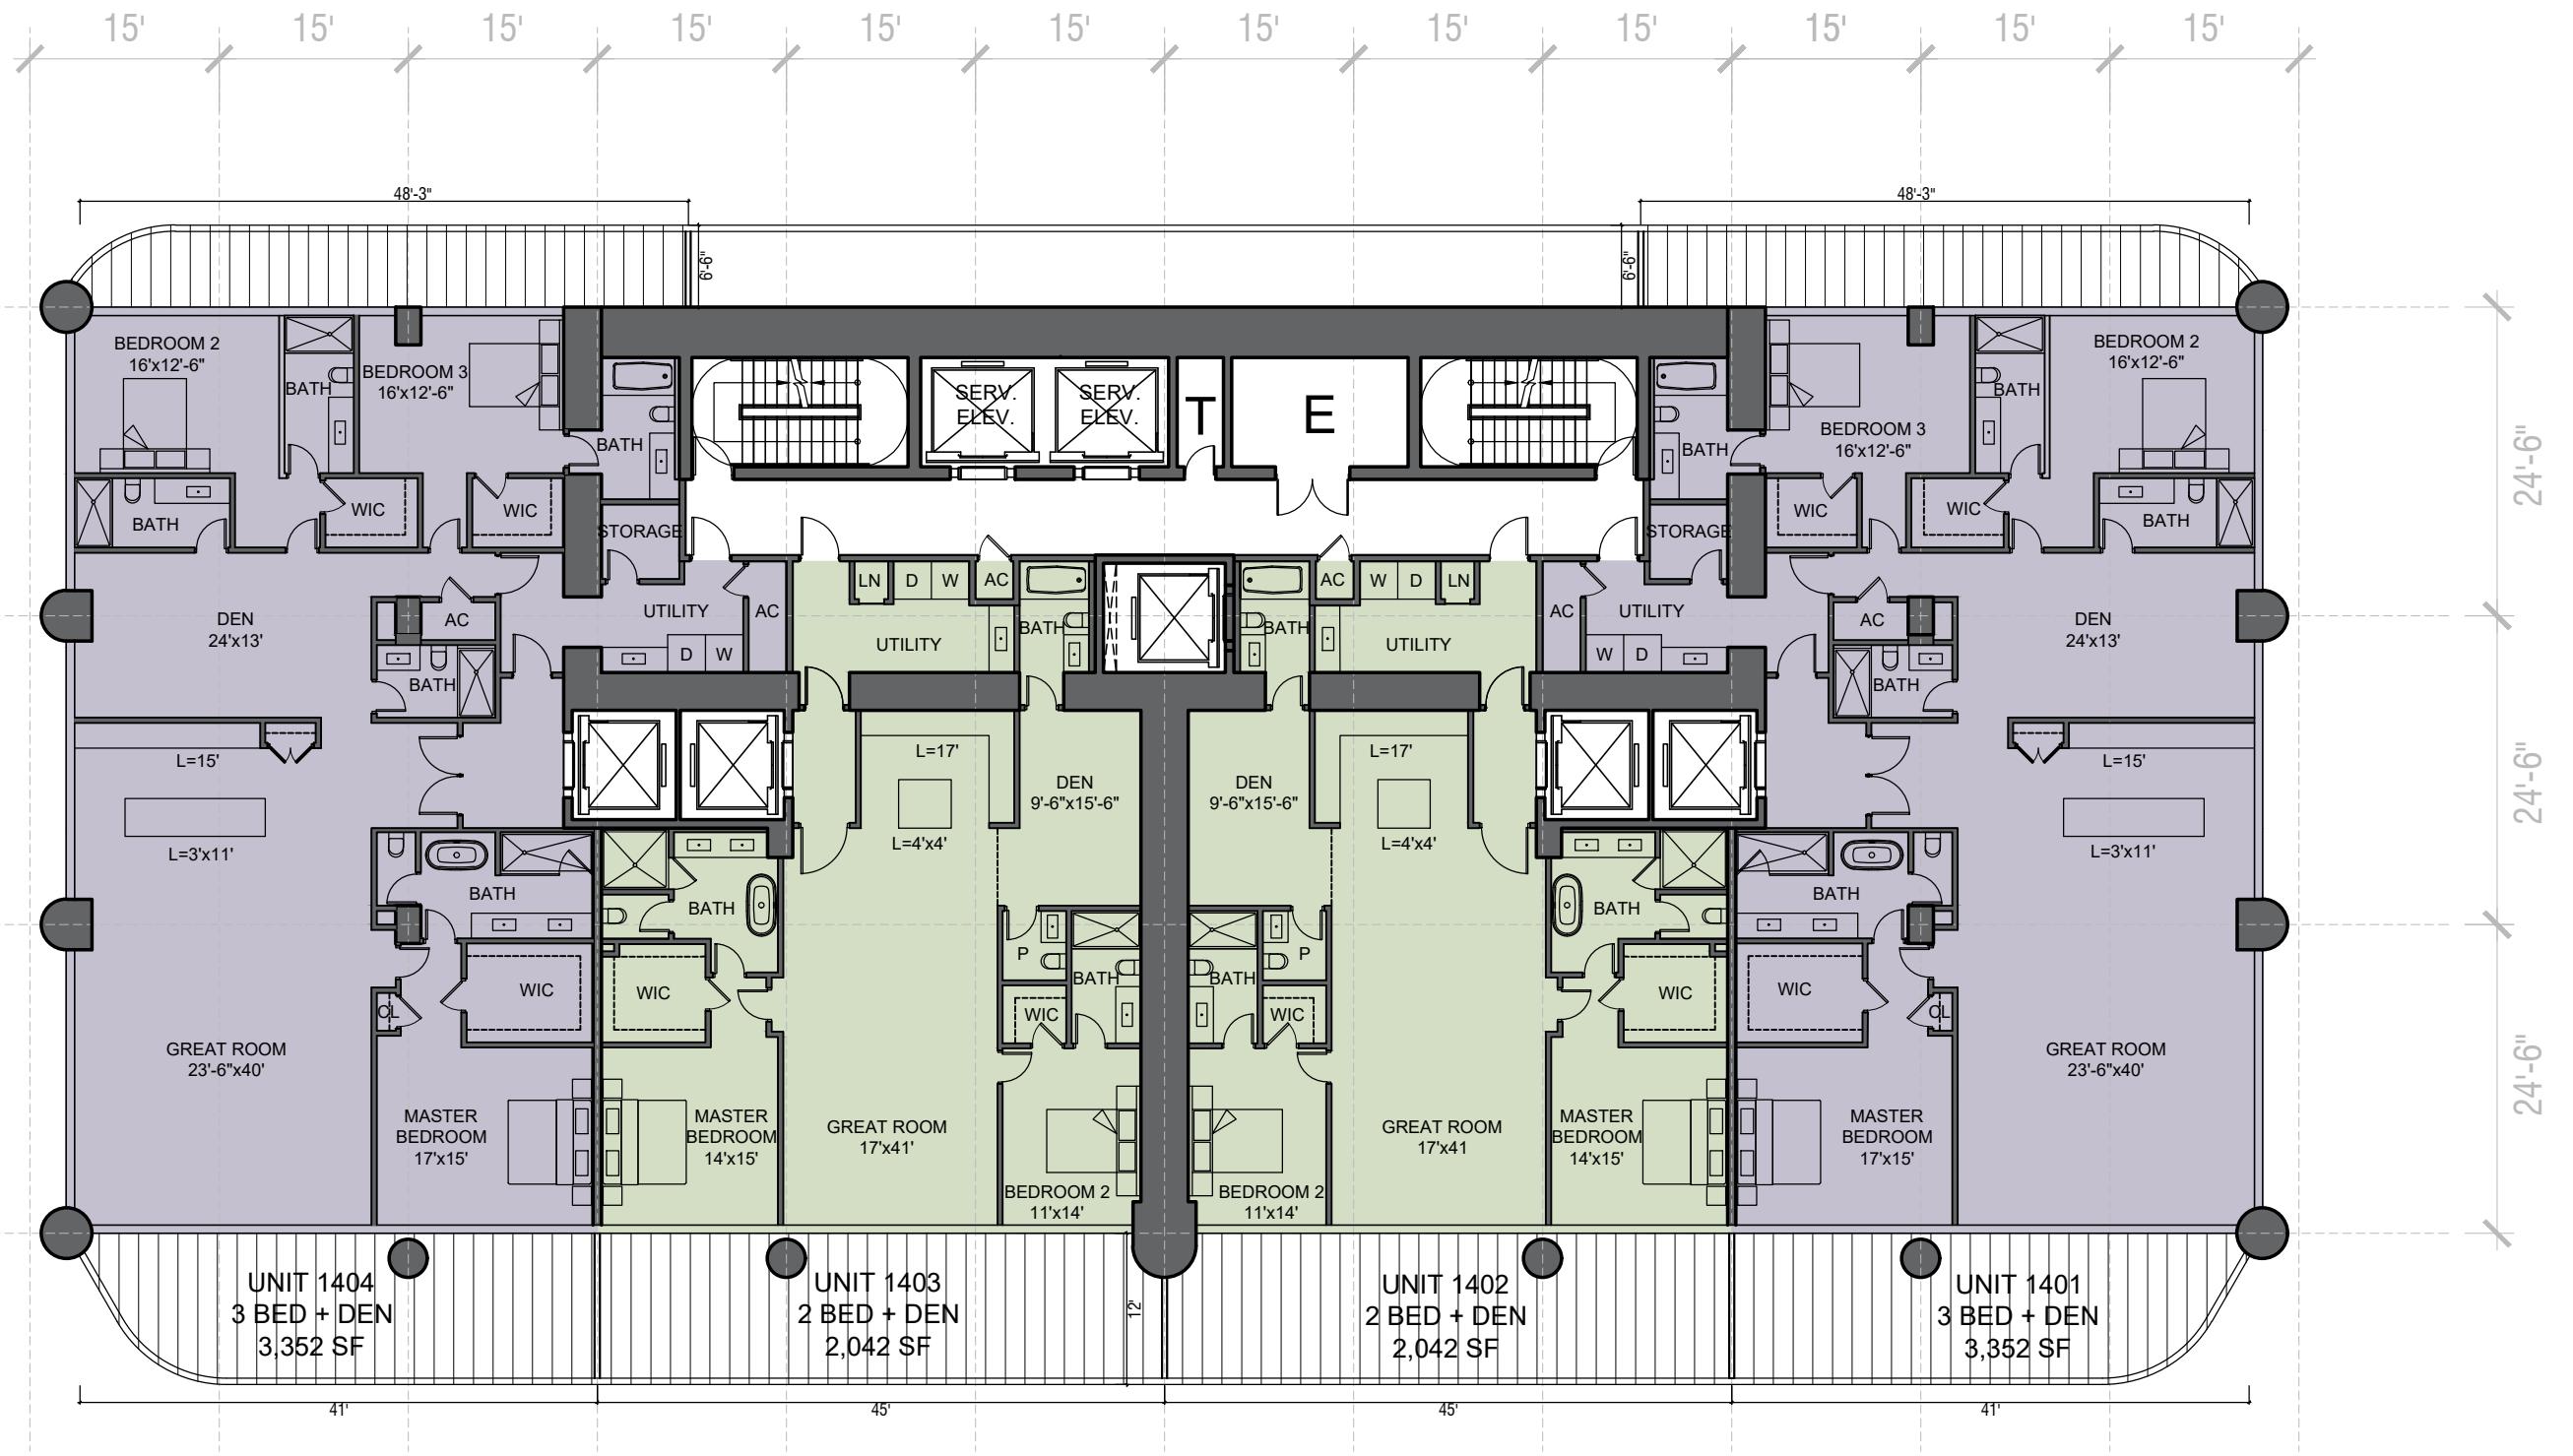 15' 15' 15' 15' 15' 15' 15' 15' 15' 15' 15' 15'
48'-3" 48'-3"
6'-6" 6'-6"
BEDROOM 2
16'x12'-6"
BATH
BEDROOM 3
16'x12'-6"
BATH
SERV.
ELEV.
SERV.
ELEV.
T
E
BATH
BEDROOM 3
16'x12'-6"
BATH
BEDROOM 2
16'x12'-6"
24'-6"
BATH
WIC
WIC
STORAGE
STORAGE
WIC
WIC
BATH
DEN
24'x13'
AC
BATH
UTILITY
D W
AC
LN D W AC
UTILITY
BATH
BATH
AC W D LN
UTILITY
AC
UTILITY
W D
AC
BATH
DEN
24'x13'
24'-6"
L=15'
L=3'x11'
L=17'
L=4'x4'
DEN
9'-6"x15'-6"
DEN
9'-6"x15'-6"
L=17'
L=4'x4'
L=15'
L=3'x11'
BATH
BATH
P
BATH
BATH
P
BATH
BATH
WIC
CL
WIC
WIC
WIC
WIC
WIC
CL
24'-6"
GREAT ROOM
23'-6"x40'
MASTER
BEDROOM
17'x15'
MASTER
BEDROOM
14'x15'
GREAT ROOM
17'x41'
BEDROOM 2
11'x14'
BEDROOM 2
11'x14'
GREAT ROOM
17'x41
MASTER
BEDROOM
14'x15'
MASTER
BEDROOM
17'x15'
GREAT ROOM
23'-6"x40'
UNIT 1404
3 BED + DEN
3,352 SF
UNIT 1403
2 BED + DEN
2,042 SF
12'
UNIT 1402
2 BED + DEN
2,042 SF
UNIT 1401
3 BED + DEN
3,352 SF
41' 45' 45' 41'